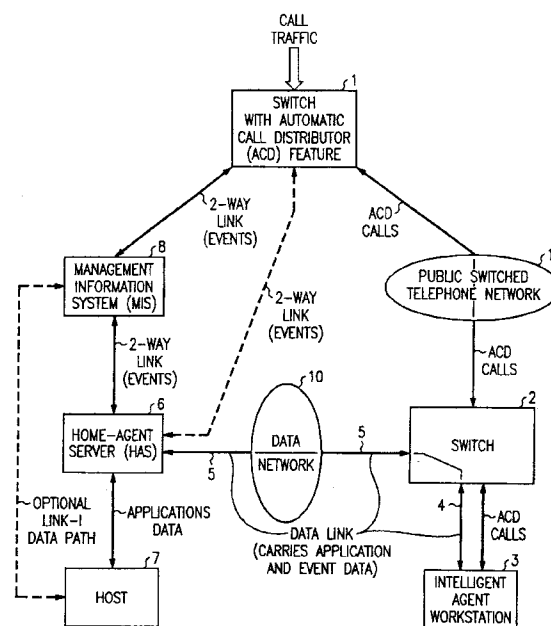 CALL
TRAFFIC
1
SWITCH
WITH AUTOMATIC
CALL DISTRIBUTOR
(ACD) FEATURE
2-WAY
LINK
(EVENTS)
ACD
CALLS
8
MANAGEMENT
INFORMATION
SYSTEM (MIS)
2-WAY
LINK
(EVENTS)
1
PUBLIC SWITCHED
TELEPHONE NETWORK
2-WAY
LINK
(EVENTS)
ACD
CALLS
6
HOME-AGENT
SERVER (HAS)
10
DATA
NETWORK
5
5
2
SWITCH
OPTIONAL
LINK-1
DATA PATH
APPLICATIONS
DATA
DATA LINK
(CARRIES APPLICATION
AND EVENT DATA)
4
ACD
CALLS
7
HOST
3
INTELLIGENT
AGENT
WORKSTATION